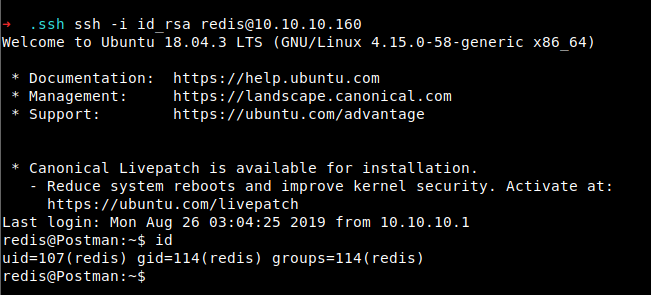 ➜ .ssh ssh -i id_rsa redis@10.10.10.160
Welcome to Ubuntu 18.04.3 LTS (GNU/Linux 4.15.0-58-generic x86_64)
* Documentation: https://help.ubuntu.com
* Management: https://landscape.canonical.com
* Support: https://ubuntu.com/advantage
* Canonical Livepatch is available for installation.
- Reduce system reboots and improve kernel security. Activate at:
https://ubuntu.com/livepatch
Last login: Mon Aug 26 03:04:25 2019 from 10.10.10.1
redis@Postman:~$ id
uid=107(redis) gid=114(redis) groups=114(redis)
redis@Postman:~$